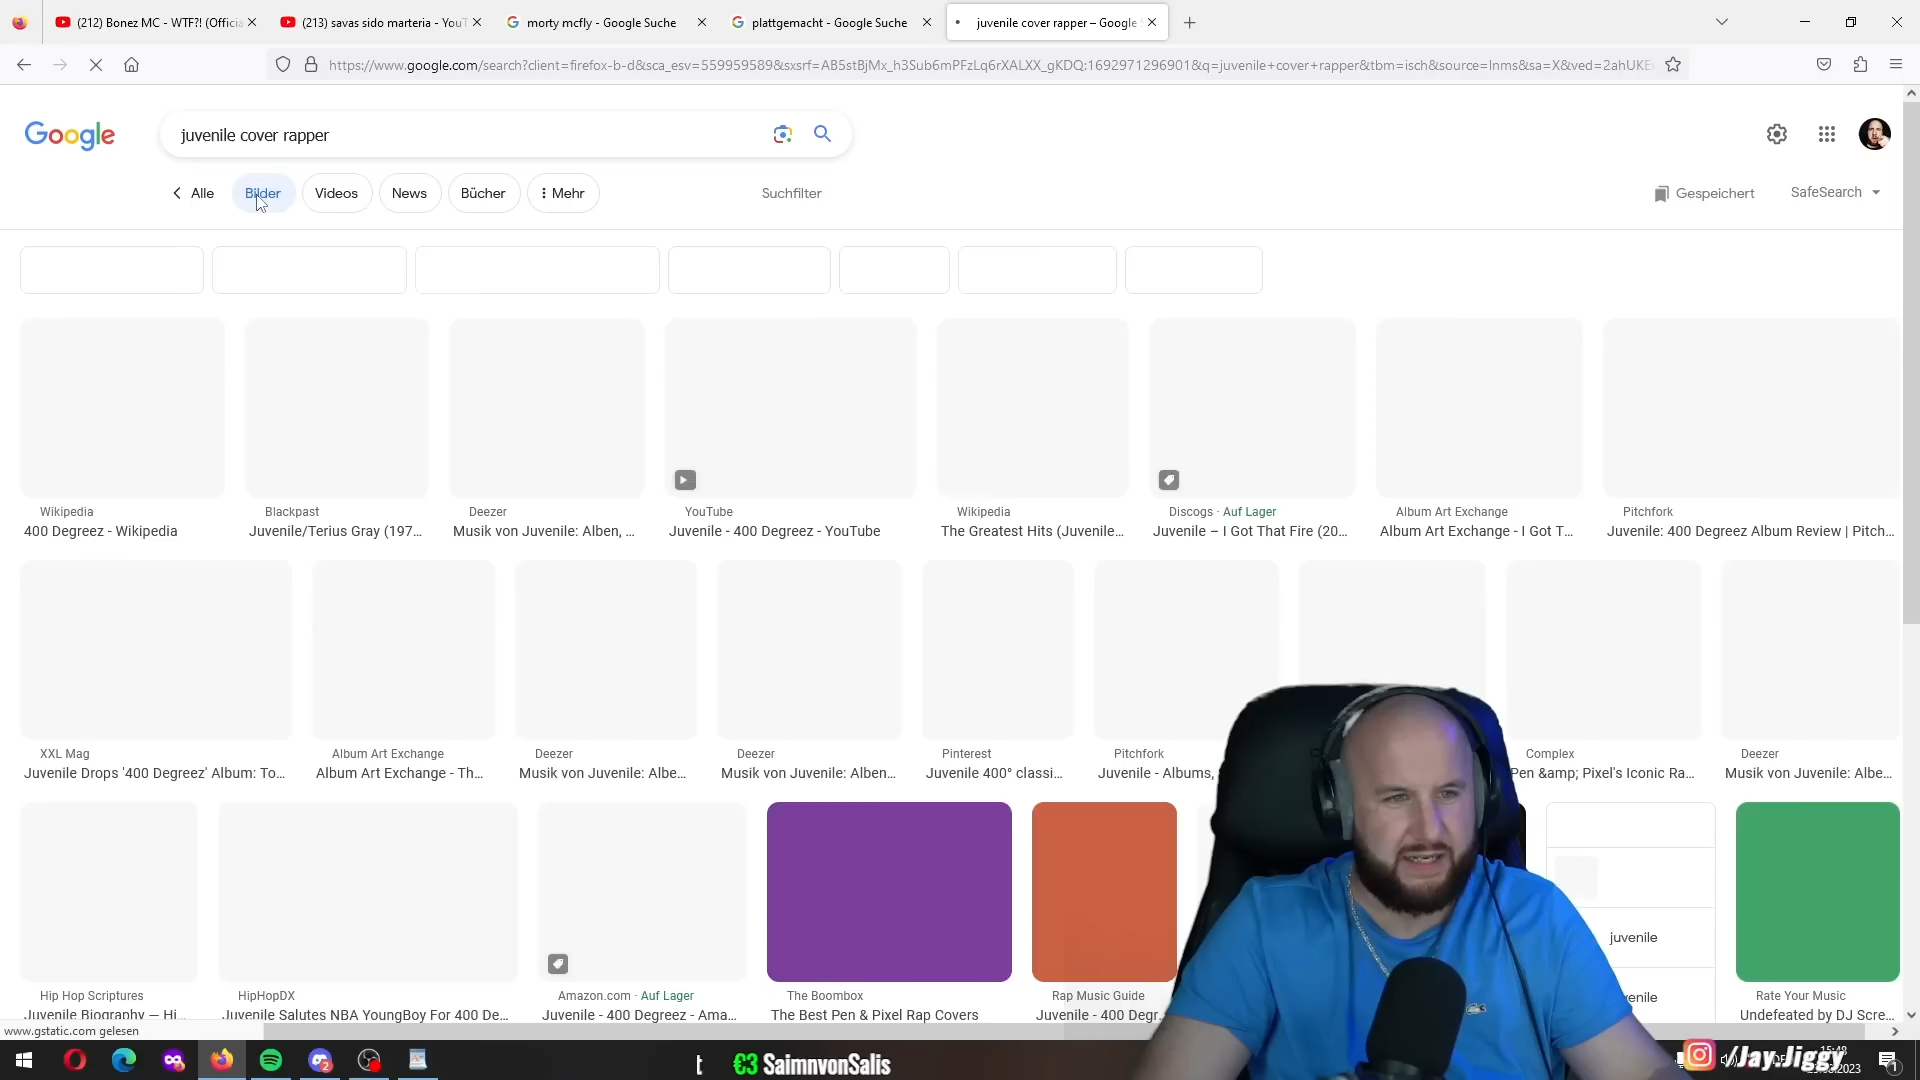 (212) Bonez MC - WTF?! (Officia
(213) savas sido marteria - YouT
morty mcfly - Google Suche
plattgemacht - Google Suche
juvenile cover rapper – Google
https://www.google.com/search?client=firefox-b-d&sca_esv=559959589&sxsrf=AB5stBjMx_h3Sub6mPFzLq6rXALXX_gKDQ:1692971296901&q=juvenile+cover+rapper&tbm=isch&source=lnms&sa=X&ved=2ahUKE
Google
juvenile cover rapper
Alle
Bilder
Videos
News
Bücher
Mehr
Suchfilter
Gespeichert
SafeSearch
Wikipedia
400 Degreez - Wikipedia
Blackpast
Juvenile/Terius Gray (197...
Deezer
Musik von Juvenile: Alben, ...
YouTube
Juvenile - 400 Degreez - YouTube
Wikipedia
The Greatest Hits (Juvenile...
Discogs · Auf Lager
Juvenile – I Got That Fire (20...
Album Art Exchange
Album Art Exchange - I Got T...
Pitchfork
Juvenile: 400 Degreez Album Review | Pitch...
XXL Mag
Juvenile Drops '400 Degreez' Album: To...
Album Art Exchange
Album Art Exchange - Th...
Deezer
Musik von Juvenile: Albe...
Deezer
Musik von Juvenile: Alben...
Pinterest
Juvenile 400° classi...
Pitchfork
Juvenile - Albums,
Complex
Pen &amp; Pixel's Iconic Ra...
Deezer
Musik von Juvenile: Albe...
juvenile
enile
Hip Hop Scriptures
Juvenile Biography — Hi...
HipHopDX
Juvenile Salutes NBA YoungBoy For 400 De...
Amazon.com · Auf Lager
Juvenile - 400 Degreez - Ama...
The Boombox
The Best Pen & Pixel Rap Covers
Rap Music Guide
Juvenile - 400 Degr
Rate Your Music
Undefeated by DJ Scre...
www.gstatic.com gelesen
2
t €3 SaimnvonSalis
/Jay.Jiggy
15:48
2023
1